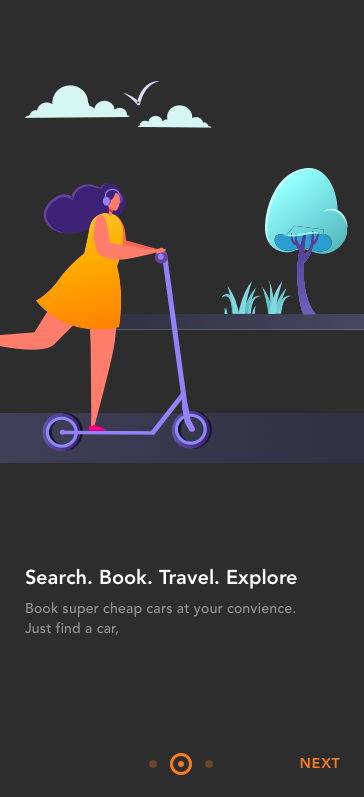 Search. Book. Travel. Explore
Book super cheap cars at your convience.
Just find a car,
NEXT